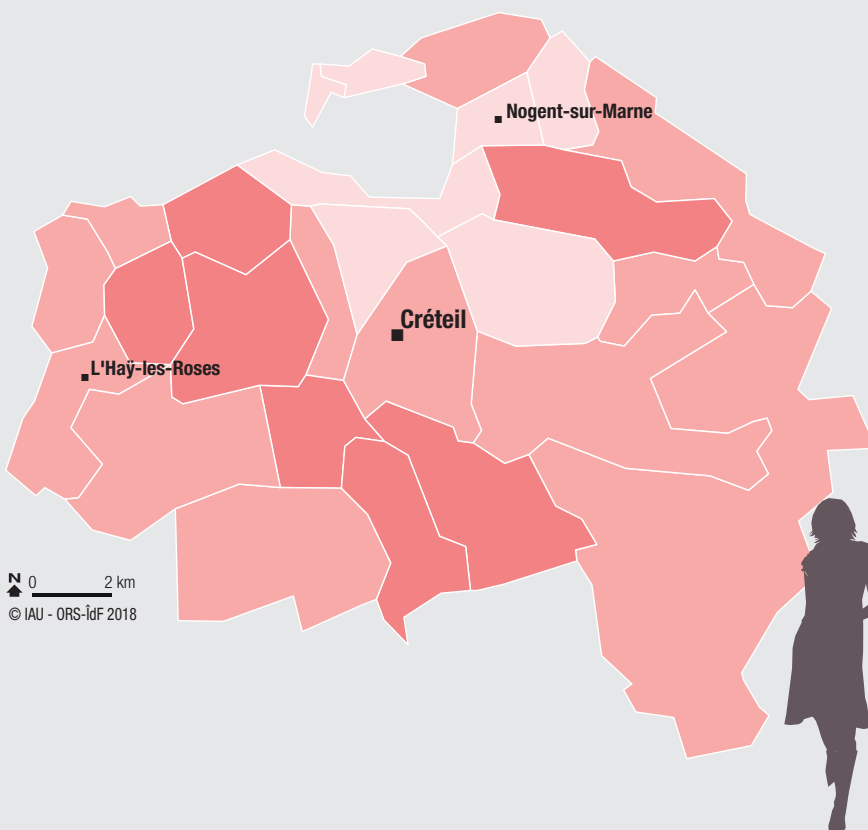 Nogent-sur-Marne
Créteil
L'Haÿ-les-Roses
N 0 2 km
© IAU - ORS-ÎdF 2018